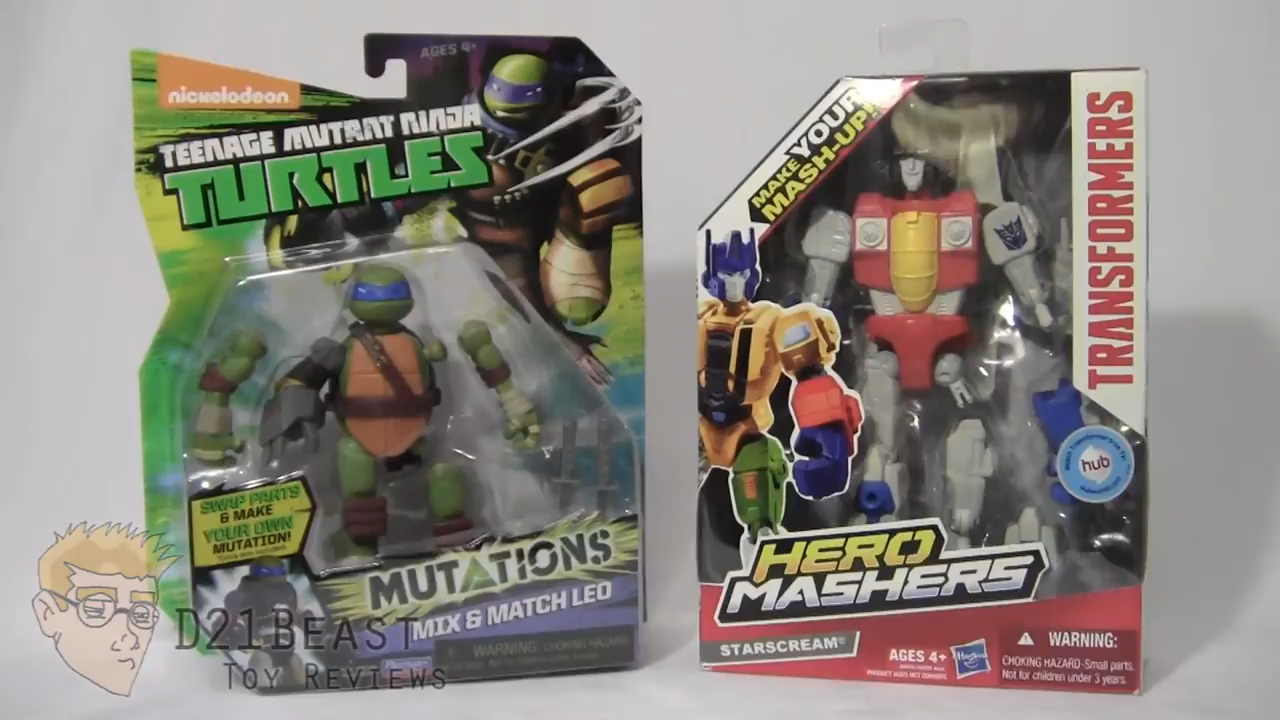 AGES 4+
nickelodeon
TEENAGE MUTANT NINJA
TURTLES
SWAP PARTS
& MAKE
YOUR OWN
MUTATION!
MUTATIONS
MIX & MATCH LEO
WARNING: CHOKING HAZARD
D21BEAST
TOY REVIEWS
MAKE YOUR
MASH-UP!
TRANSFORMERS
hub
HERO
MASHERS
STARSCREAM
AGES 4+
Hasbro
WARNING:
CHOKING HAZARD-Small parts.
Not for children under 3 years.